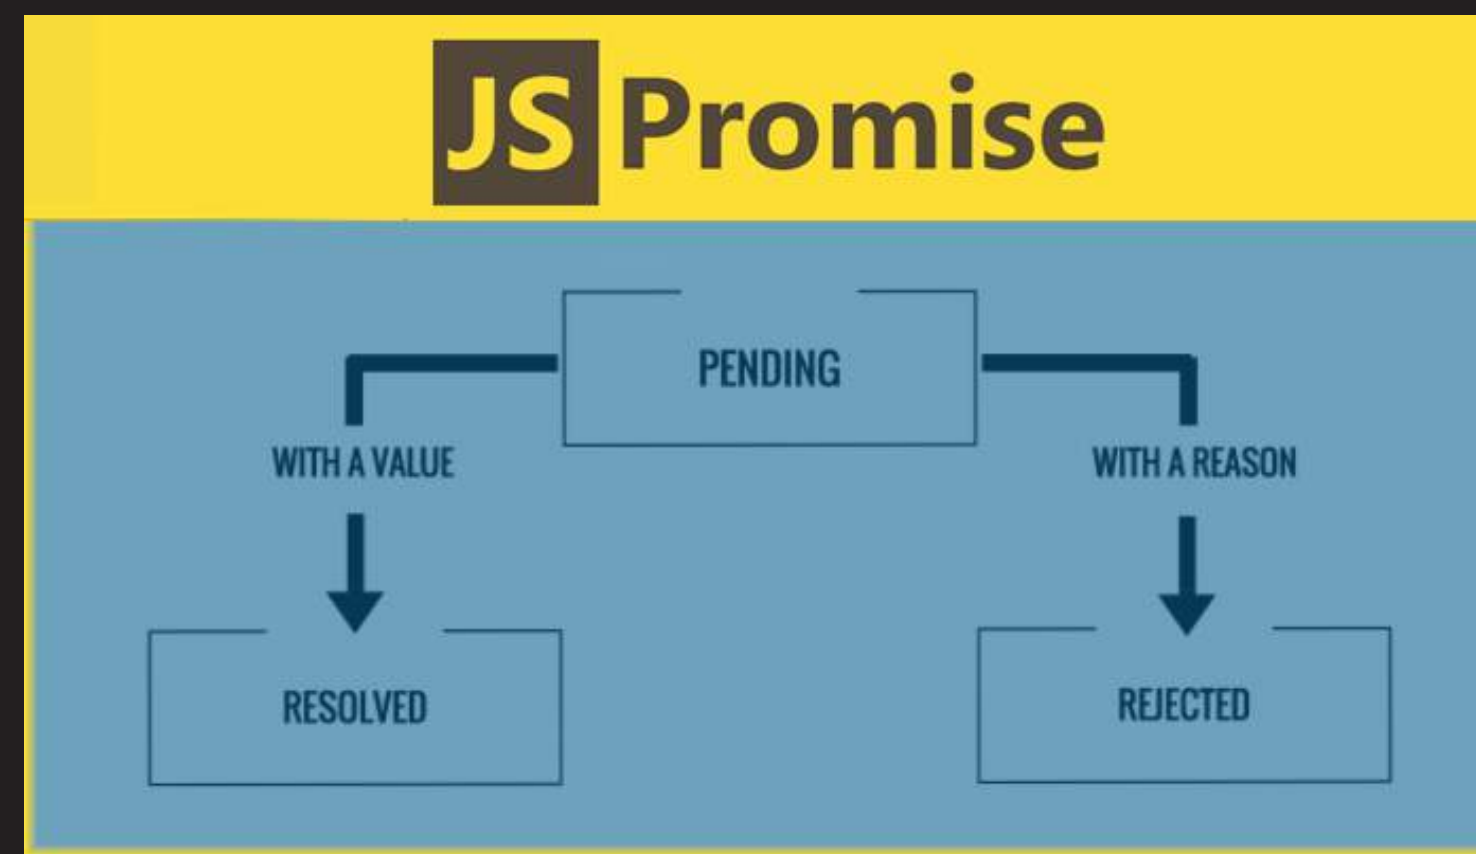 JS Promise
PENDING
WITH A VALUE
WITH A REASON
RESOLVED
REJECTED